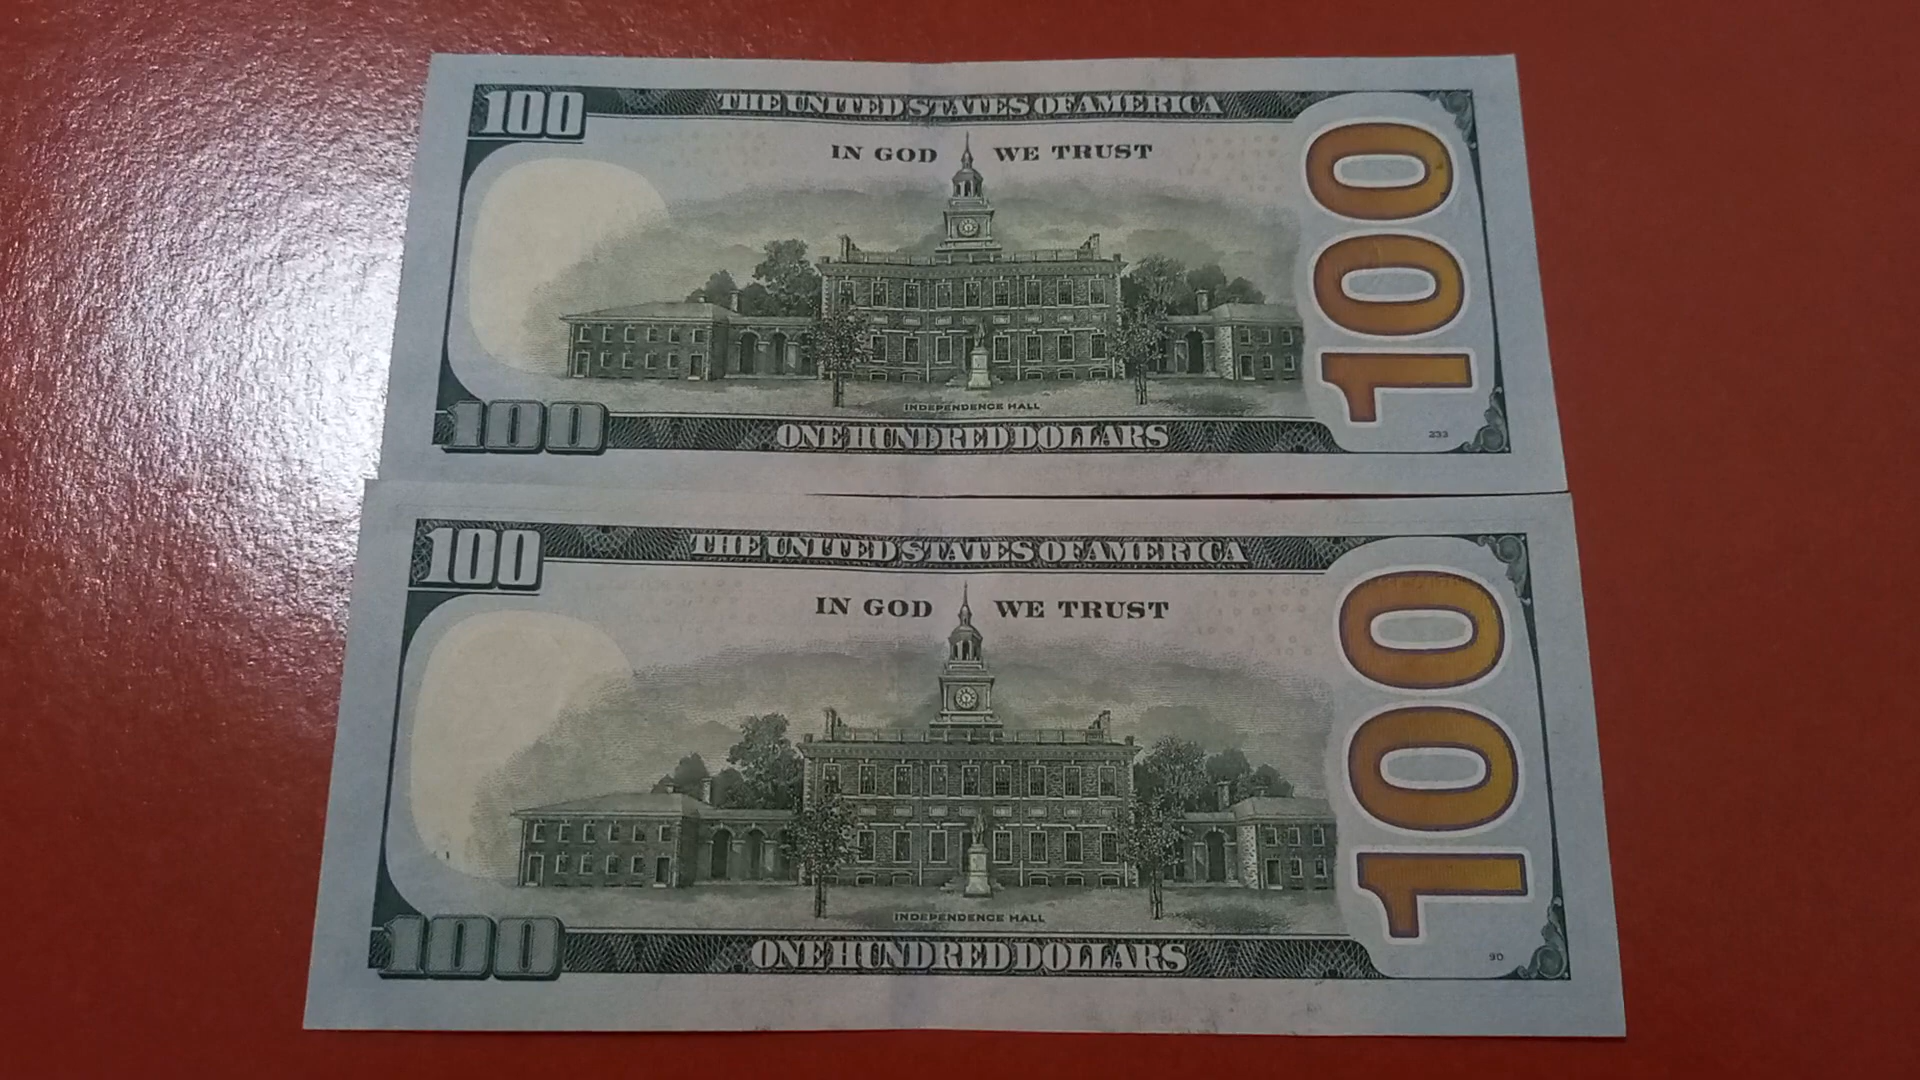 100
THE UNITED STATES OF AMERICA
IN GOD WE TRUST
100
INDEPENDENCE HALL
100
ONE HUNDRED DOLLARS
233
100
THE UNITED STATES OF AMERICA
IN GOD WE TRUST
100
INDEPENDENCE HALL
100
ONE HUNDRED DOLLARS
90